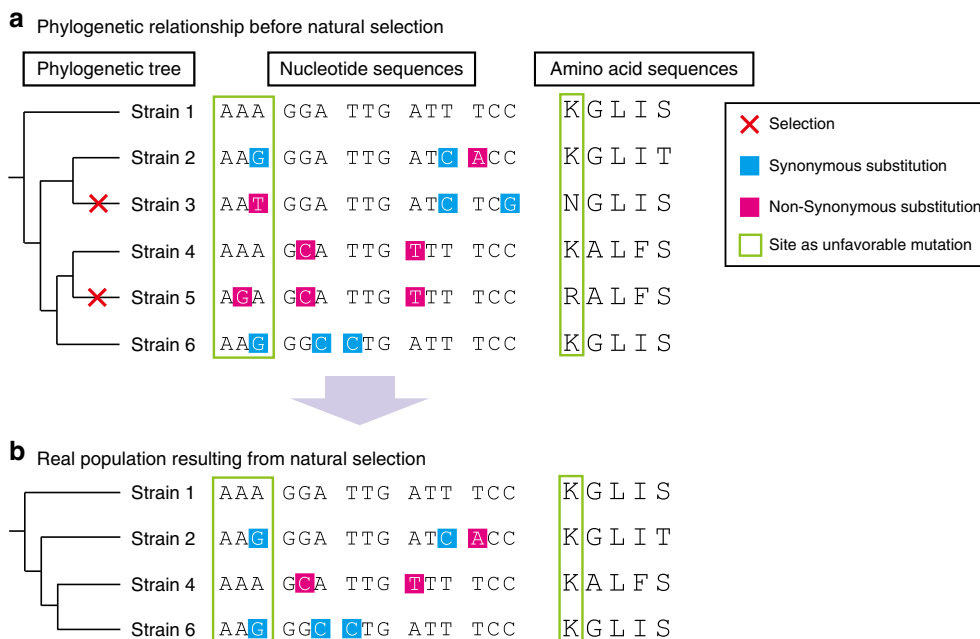 a Phylogenetic relationship before natural selection
Phylogenetic tree Nucleotide sequences Amino acid sequences
Strain 1 AAA GGA TTG ATT TCC K G L I S
Strain 2 AAG GGA TTG ATC ACC K G L I T
Strain 3 AAT GGA TTG ATC TCG N G L I S
Strain 4 AAA GCA TTG TTT TCC K A L F S
Strain 5 AGA GCA TTG TTT TCC R A L F S
Strain 6 AAG GGC CTG ATT TCC K G L I S
Selection
Synonymous substitution
Non-Synonymous substitution
Site as unfavorable mutation
b Real population resulting from natural selection
Strain 1 AAA GGA TTG ATT TCC K G L I S
Strain 2 AAG GGA TTG ATC ACC K G L I T
Strain 4 AAA GCA TTG TTT TCC K A L F S
Strain 6 AAG GGC CTG ATT TCC K G L I S